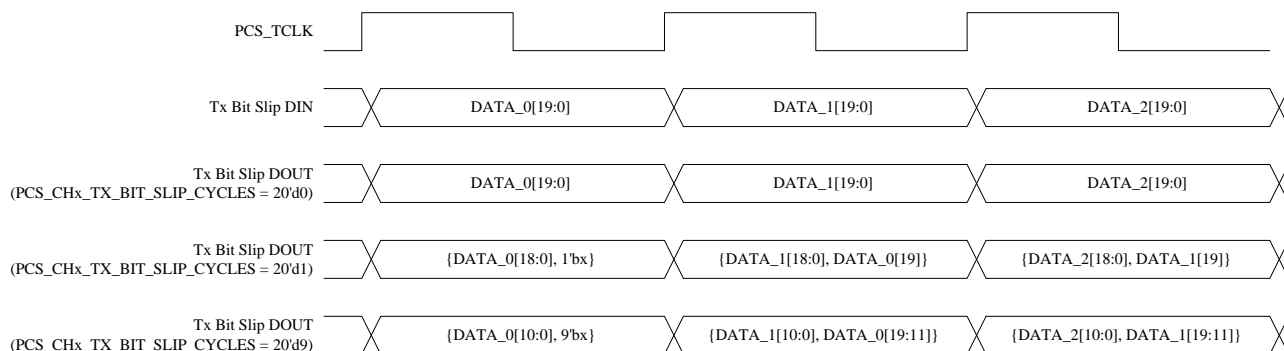 PCS_TCLK
Tx Bit Slip DIN
DATA_0[19:0]
DATA_1[19:0]
DATA_2[19:0]
Tx Bit Slip DOUT
(PCS_CHx_TX_BIT_SLIP_CYCLES = 20'd0)
DATA_0[19:0]
DATA_1[19:0]
DATA_2[19:0]
Tx Bit Slip DOUT
(PCS_CHx_TX_BIT_SLIP_CYCLES = 20'd1)
{DATA_0[18:0], 1'bx}
{DATA_1[18:0], DATA_0[19]}
{DATA_2[18:0], DATA_1[19]}
Tx Bit Slip DOUT
(PCS_CHx_TX_BIT_SLIP_CYCLES = 20'd9)
{DATA_0[10:0], 9'bx}
{DATA_1[10:0], DATA_0[19:11]}
{DATA_2[10:0], DATA_1[19:11]}